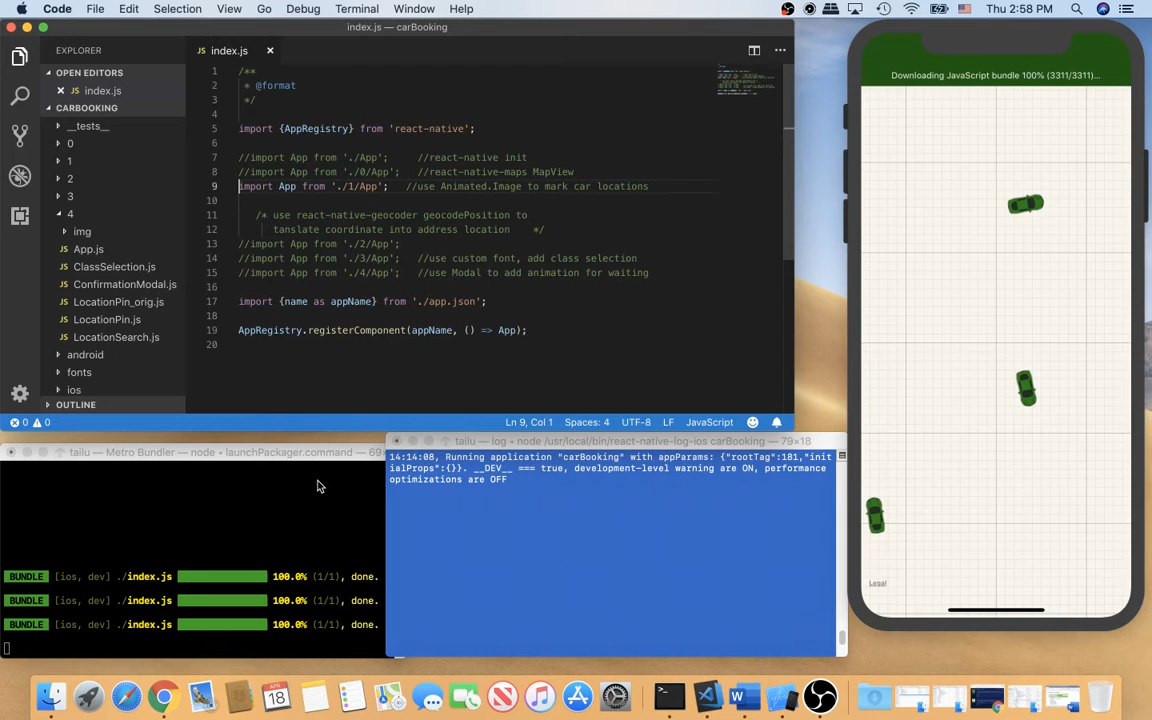 Code File Edit Selection View Go Debug Terminal Window Help
Thu 2:58 PM
index.js — carBooking
EXPLORER
OPEN EDITORS
index.js
CARBOOKING
__tests__
0
1
2
3
4
img
App.js
ClassSelection.js
ConfirmationModal.js
LocationPin_orig.js
LocationPin.js
LocationSearch.js
android
fonts
ios
OUTLINE
JS index.js
1 /**
2 * @format
3 */
4
5 import {AppRegistry} from 'react-native';
6
7 //import App from './App'; //react-native init
8 //import App from './0/App'; //react-native-maps MapView
9 import App from './1/App'; //use Animated.Image to mark car locations
10
11 /* use react-native-geocoder geocodePosition to
12 tanslate coordinate into address location */
13 //import App from './2/App';
14 //import App from './3/App'; //use custom font, add class selection
15 //import App from './4/App'; //use Modal to add animation for waiting
16
17 import {name as appName} from './app.json';
18
19 AppRegistry.registerComponent(appName, () => App);
20
0 0
Ln 9, Col 1 Spaces: 4 UTF-8 LF JavaScript
tailu — Metro Bundler — node • launchPackager.command — 69
BUNDLE [ios, dev] ./index.js 100.0% (1/1), done.
BUNDLE [ios, dev] ./index.js 100.0% (1/1), done.
BUNDLE [ios, dev] ./index.js 100.0% (1/1), done.
tailu — log • node /usr/local/bin/react-native-log-ios carBooking — 79×18
14:14:08, Running application "carBooking" with appParams: {"rootTag":181,"init
ialProps":{}}. __DEV__ === true, development-level warning are ON, performance
optimizations are OFF
Downloading JavaScript bundle 100% (3311/3311)...
Legal
APR
18